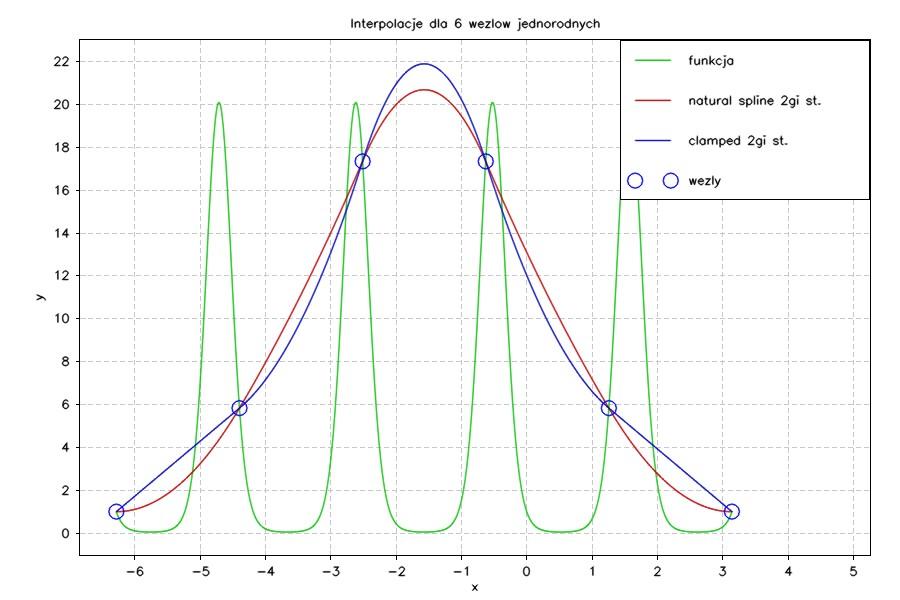 Interpolacje dla 6 wezlow jednorodnych
funkcja
natural spline 2gi st.
clamped 2gi st.
wezly
22
20
18
16
14
12
10
8
6
4
2
0
y
−6 −5 −4 −3 −2 −1 0 1 2 3 4 5
x